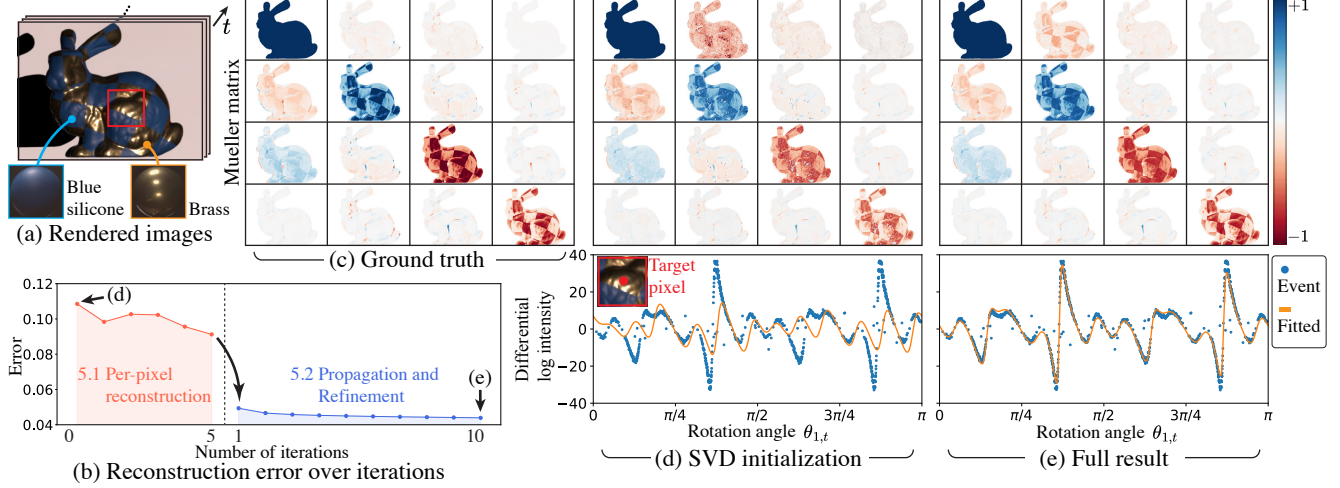 t
Blue
silicone
Brass
(a) Rendered images
Mueller matrix
(c) Ground truth
+1
−1
0.12
0.10
0.08
0.06
0.04
Error
(d)
5.1 Per-pixel
reconstruction
5.2 Propagation and
Refinement
(e)
0
5
1
10
Number of iterations
(b) Reconstruction error over iterations
Target
pixel
Differential
log intensity
40
20
0
−20
−40
0
π/4
π/2
3π/4
π
Rotation angle θ1,t
(d) SVD initialization
0
π/4
π/2
3π/4
π
Rotation angle θ1,t
(e) Full result
Event
Fitted